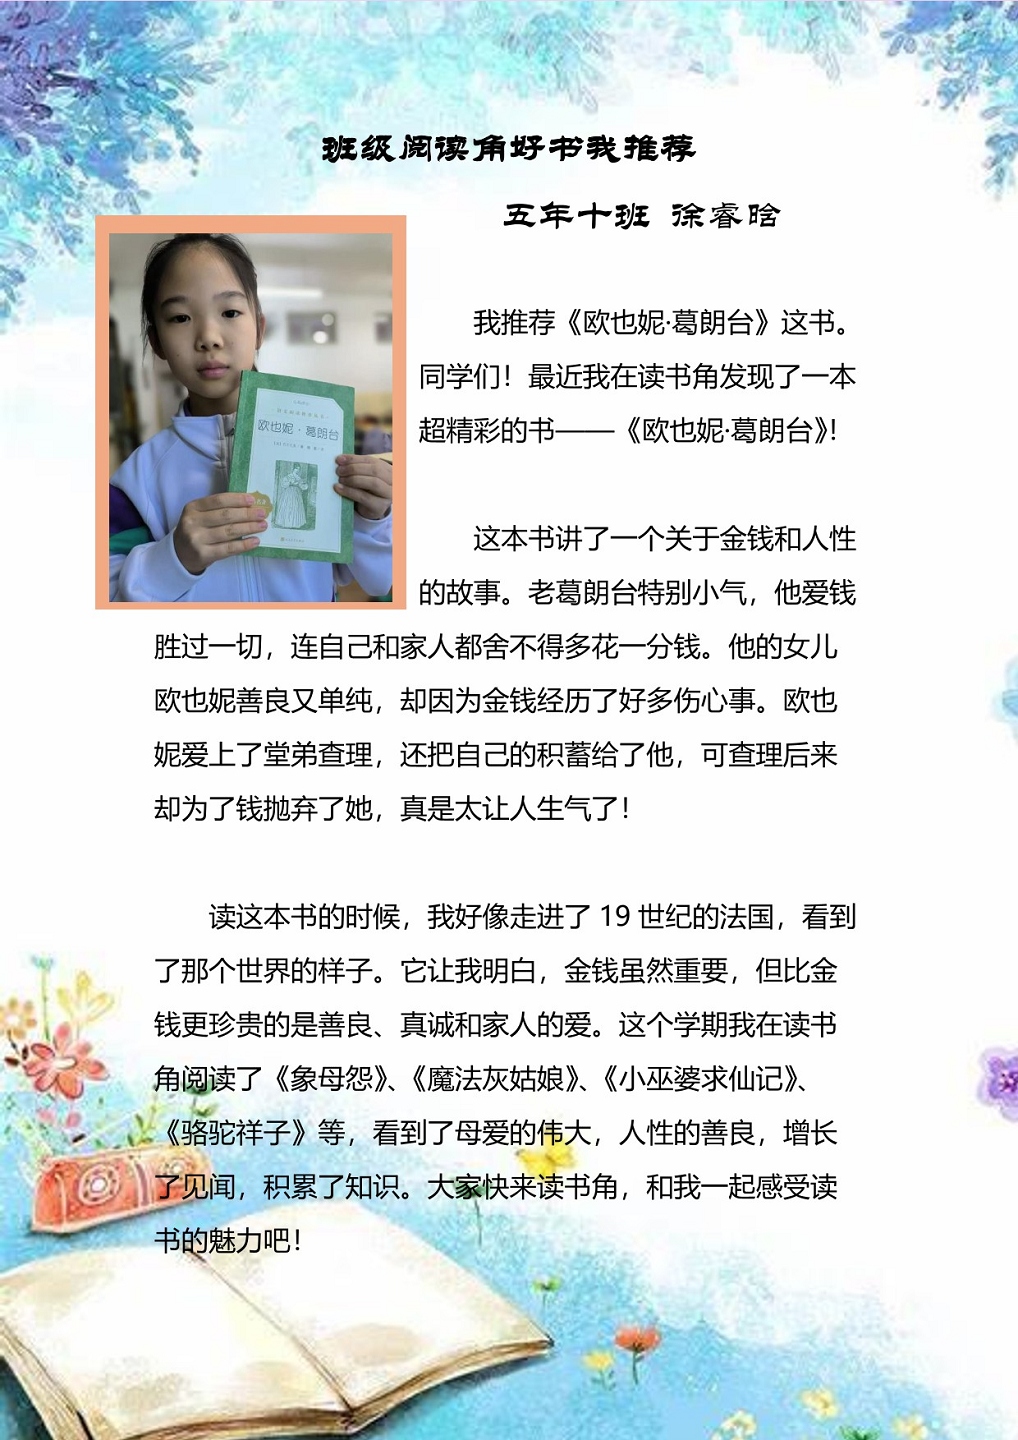 班级阅读角好书我推荐
五年十班 徐睿晗
我推荐《欧也妮·葛朗台》这书。
同学们！最近我在读书角发现了一本
超精彩的书——《欧也妮·葛朗台》！
欧也妮·葛朗台
这本书讲了一个关于金钱和人性
的故事。老葛朗台特别小气，他爱钱
胜过一切，连自己和家人都舍不得多花一分钱。他的女儿
欧也妮善良又单纯，却因为金钱经历了好多伤心事。欧也
妮爱上了堂弟查理，还把自己的积蓄给了他，可查理后来
却为了钱抛弃了她，真是太让人生气了！
读这本书的时候，我好像走进了 19 世纪的法国，看到
了那个世界的样子。它让我明白，金钱虽然重要，但比金
钱更珍贵的是善良、真诚和家人的爱。这个学期我在读书
角阅读了《象母怨》、《魔法灰姑娘》、《小巫婆求仙记》、
《骆驼祥子》等，看到了母爱的伟大，人性的善良，增长
了见闻，积累了知识。大家快来读书角，和我一起感受读
书的魅力吧！